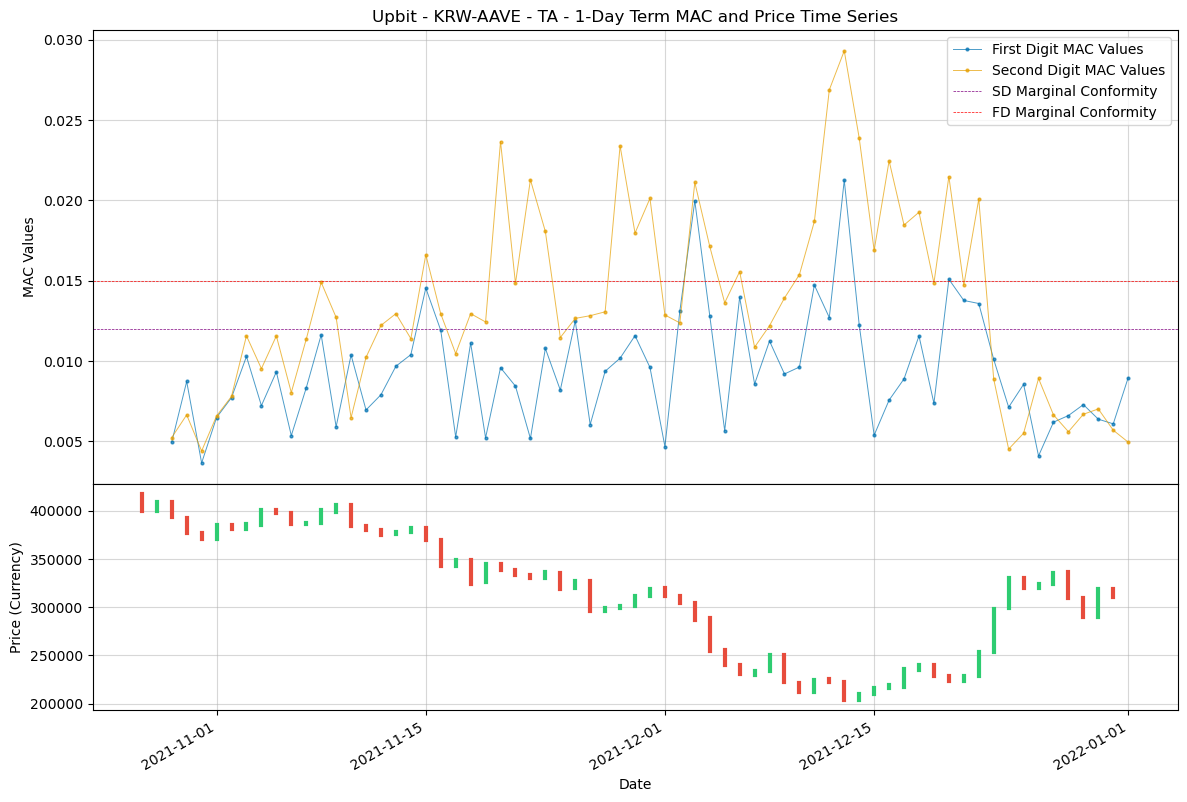 Upbit - KRW-AAVE - TA - 1-Day Term MAC and Price Time Series
First Digit MAC Values
Second Digit MAC Values
SD Marginal Conformity
FD Marginal Conformity
MAC Values
0.030
0.025
0.020
0.015
0.010
0.005
Price (Currency)
400000
350000
300000
250000
200000
2021-11-01
2021-11-15
2021-12-01
2021-12-15
2022-01-01
Date